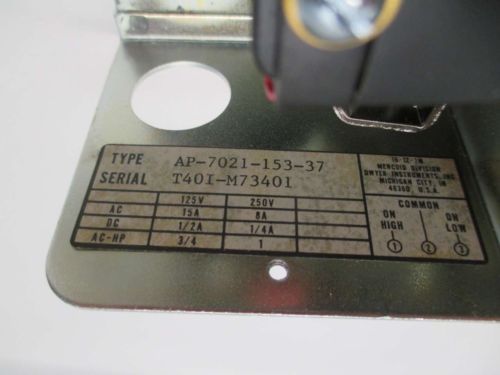 TYPE AP-7021-153-37
SERIAL T40I-M7340I
125V 250V
AC 15A 8A
DC 1/2A 1/4A
AC-HP 3/4 1
MERCOID DIVISION
DWYER INSTRUMENTS, INC
MICHIGAN CITY, IN
46360, U.S.A
COMMON
ON HIGH ON LOW
1 2 3